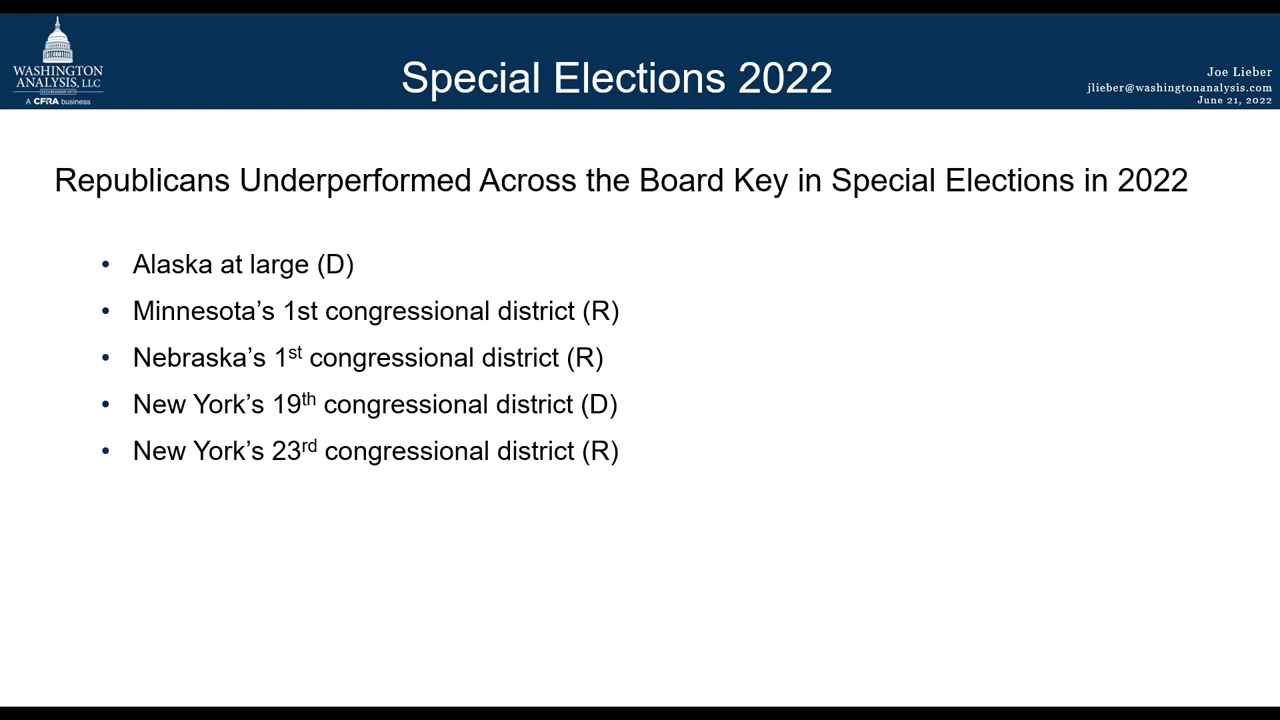 WASHINGTON
ANALYSIS, LLC
A CFRA business
Special Elections 2022
Joe Lieber
jlieber@washingtonanalysis.com
June 21, 2022
Republicans Underperformed Across the Board Key in Special Elections in 2022
• Alaska at large (D)
• Minnesota’s 1st congressional district (R)
• Nebraska’s 1st congressional district (R)
• New York’s 19th congressional district (D)
• New York’s 23rd congressional district (R)